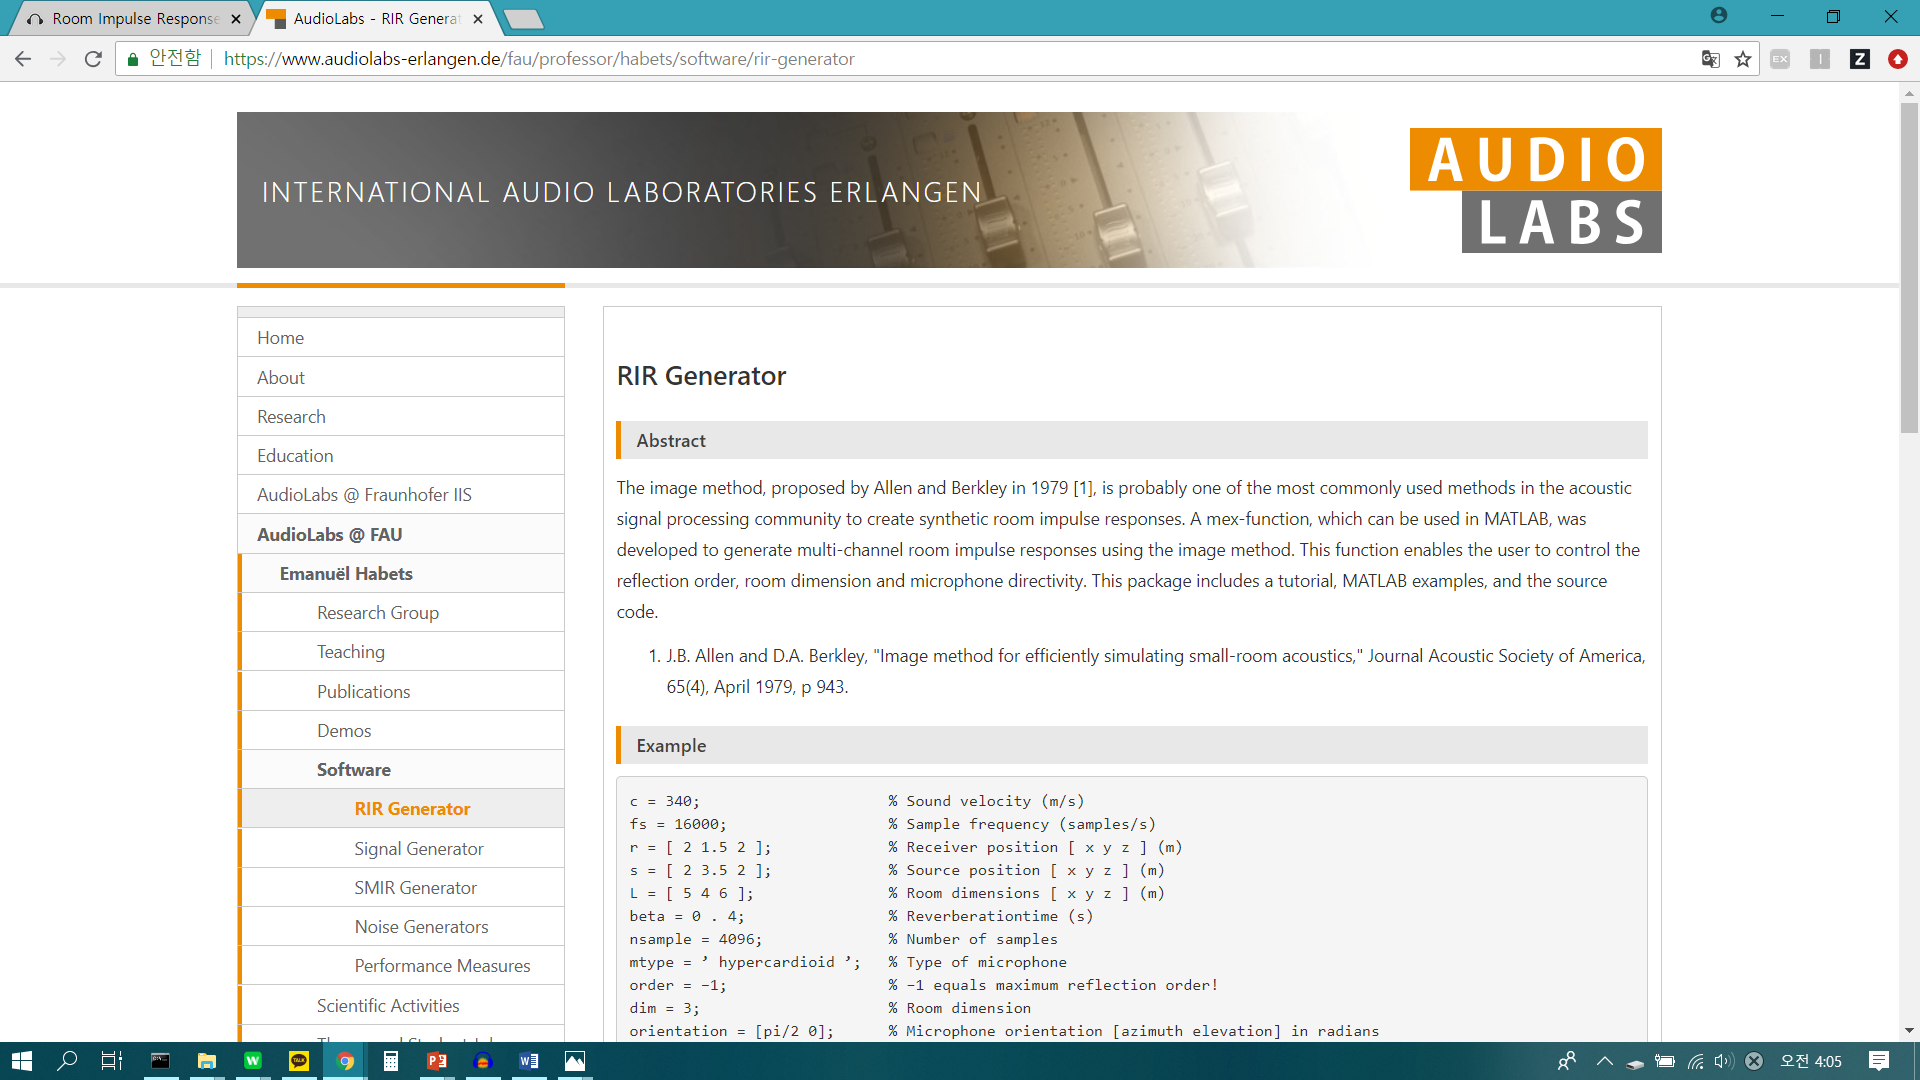 Room Impulse Response
AudioLabs - RIR Generat
안전함
https://www.audiolabs-erlangen.de/fau/professor/habets/software/rir-generator
EX
Z
INTERNATIONAL AUDIO LABORATORIES ERLANGEN
AUDIO
LABS
Home
About
Research
Education
AudioLabs @ Fraunhofer IIS
AudioLabs @ FAU
Emanuël Habets
Research Group
Teaching
Publications
Demos
Software
RIR Generator
Signal Generator
SMIR Generator
Noise Generators
Performance Measures
Scientific Activities
RIR Generator
Abstract
The image method, proposed by Allen and Berkley in 1979 [1], is probably one of the most commonly used methods in the acoustic
signal processing community to create synthetic room impulse responses. A mex-function, which can be used in MATLAB, was
developed to generate multi-channel room impulse responses using the image method. This function enables the user to control the
reflection order, room dimension and microphone directivity. This package includes a tutorial, MATLAB examples, and the source
code.
1. J.B. Allen and D.A. Berkley, "Image method for efficiently simulating small-room acoustics," Journal Acoustic Society of America,
65(4), April 1979, p 943.
Example
c = 340; % Sound velocity (m/s)
fs = 16000; % Sample frequency (samples/s)
r = [ 2 1.5 2 ]; % Receiver position [ x y z ] (m)
s = [ 2 3.5 2 ]; % Source position [ x y z ] (m)
L = [ 5 4 6 ]; % Room dimensions [ x y z ] (m)
beta = 0 . 4; % Reverberationtime (s)
nsample = 4096; % Number of samples
mtype = ’ hypercardioid ’; % Type of microphone
order = −1; % −1 equals maximum reflection order!
dim = 3; % Room dimension
orientation = [pi/2 0]; % Microphone orientation [azimuth elevation] in radians
오전 4:05